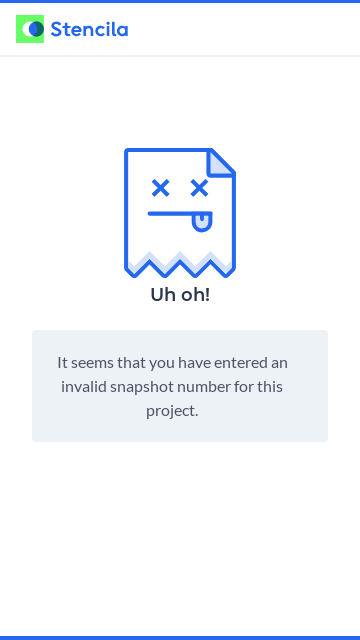 Stencila
Uh oh!
It seems that you have entered an
invalid snapshot number for this
project.